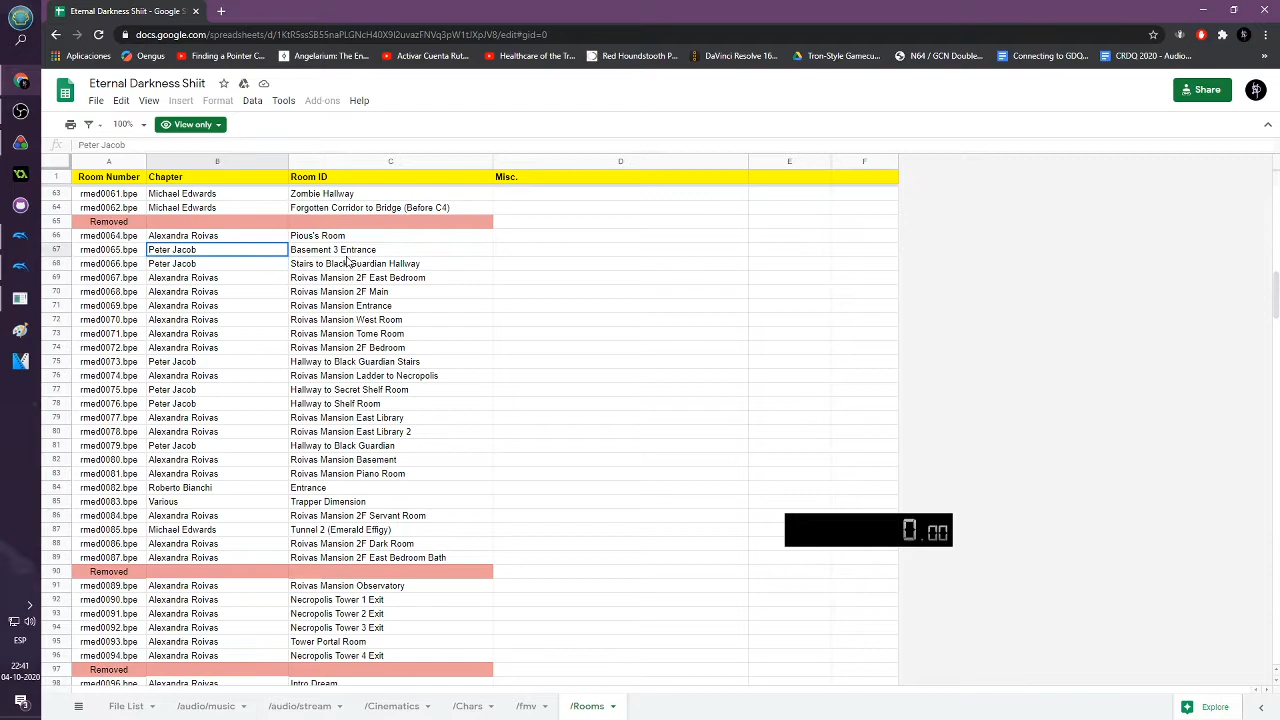 Eternal Darkness Shiit - Google S
docs.google.com/spreadsheets/d/
Aplicaciones Oengus Finding a Pointer C... Angelarium: The En... Activar Cuenta Rut... Healthcare of the Tr... Red Houndstooth P... DaVinci Resolve 16... Tron-Style Gamecu... N64 / GCN Discord... Connecting to GDQ... CRDQ 2020 - Audio... »
Eternal Darkness Shiit
File Edit View Insert Format Data Tools Add-ons Help
Share
100% View only
fx Peter Jacob
A B C D E F
1 Room Number Chapter Room ID Misc.
63 rmed0061.bpe Michael Edwards Zombie Hallway
64 rmed0062.bpe Michael Edwards Forgotten Corridor to Bridge (Before C4)
65 Removed
66 rmed0064.bpe Alexandra Roivas Pious's Room
67 rmed0065.bpe Peter Jacob Basement 3 Entrance
68 rmed0066.bpe Peter Jacob Stairs to Black Guardian Hallway
69 rmed0067.bpe Alexandra Roivas Roivas Mansion 2F East Bedroom
70 rmed0068.bpe Alexandra Roivas Roivas Mansion 2F Main
71 rmed0069.bpe Alexandra Roivas Roivas Mansion Entrance
72 rmed0070.bpe Alexandra Roivas Roivas Mansion West Room
73 rmed0071.bpe Alexandra Roivas Roivas Mansion Tome Room
74 rmed0072.bpe Alexandra Roivas Roivas Mansion 2F Bedroom
75 rmed0073.bpe Peter Jacob Hallway to Black Guardian Stairs
76 rmed0074.bpe Alexandra Roivas Roivas Mansion Ladder to Necropolis
77 rmed0075.bpe Peter Jacob Hallway to Secret Shelf Room
78 rmed0076.bpe Peter Jacob Hallway to Shelf Room
79 rmed0077.bpe Alexandra Roivas Roivas Mansion East Library
80 rmed0078.bpe Alexandra Roivas Roivas Mansion East Library 2
81 rmed0079.bpe Peter Jacob Hallway to Black Guardian
82 rmed0080.bpe Alexandra Roivas Roivas Mansion Basement
83 rmed0081.bpe Alexandra Roivas Roivas Mansion Piano Room
84 rmed0082.bpe Roberto Bianchi Entrance
85 rmed0083.bpe Various Trapper Dimension
86 rmed0084.bpe Alexandra Roivas Roivas Mansion 2F Servant Room
87 rmed0085.bpe Michael Edwards Tunnel 2 (Emerald Effigy)
88 rmed0086.bpe Alexandra Roivas Roivas Mansion 2F Dark Room
89 rmed0087.bpe Alexandra Roivas Roivas Mansion 2F East Bedroom Bath
90 Removed
91 rmed0089.bpe Alexandra Roivas Roivas Mansion Observatory
92 rmed0090.bpe Alexandra Roivas Necropolis Tower 1 Exit
93 rmed0091.bpe Alexandra Roivas Necropolis Tower 2 Exit
94 rmed0092.bpe Alexandra Roivas Necropolis Tower 3 Exit
95 rmed0093.bpe Alexandra Roivas Tower Portal Room
96 rmed0094.bpe Alexandra Roivas Necropolis Tower 4 Exit
97 Removed
98 rmed0096.bpe Alexandra Roivas Intro Dream
0.00
ESP
22:41
04-10-2020
File List /audio/music /audio/stream /Cinematics /Chars /fmv /Rooms Explore